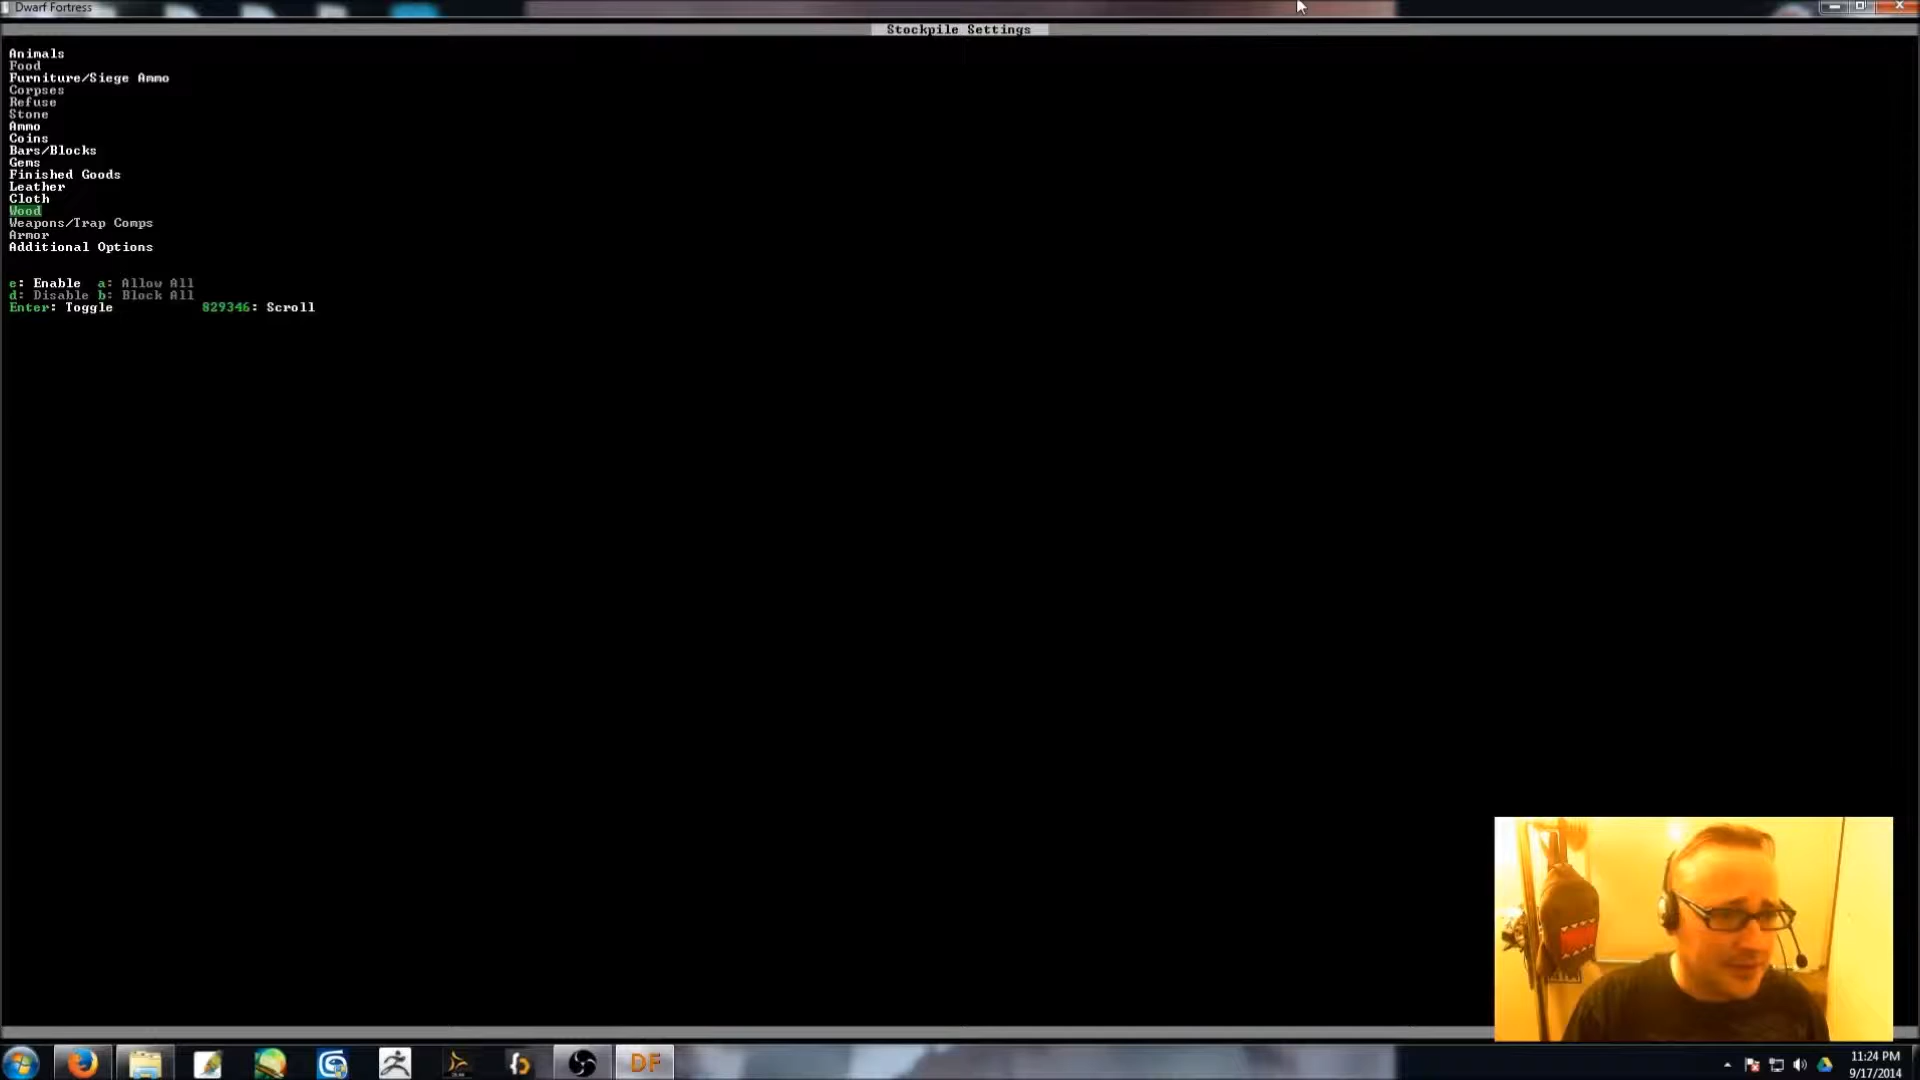 Dwarf Fortress
Stockpile Settings
Animals
Food
Furniture/Siege Ammo
Corpses
Refuse
Stone
Ammo
Coins
Bars/Blocks
Gems
Finished Goods
Leather
Cloth
Wood
Weapons/Trap Comps
Armor
Additional Options
e: Enable a: Allow All
d: Disable b: Block All
Enter: Toggle 829346: Scroll
DF
11:24 PM
9/17/2014